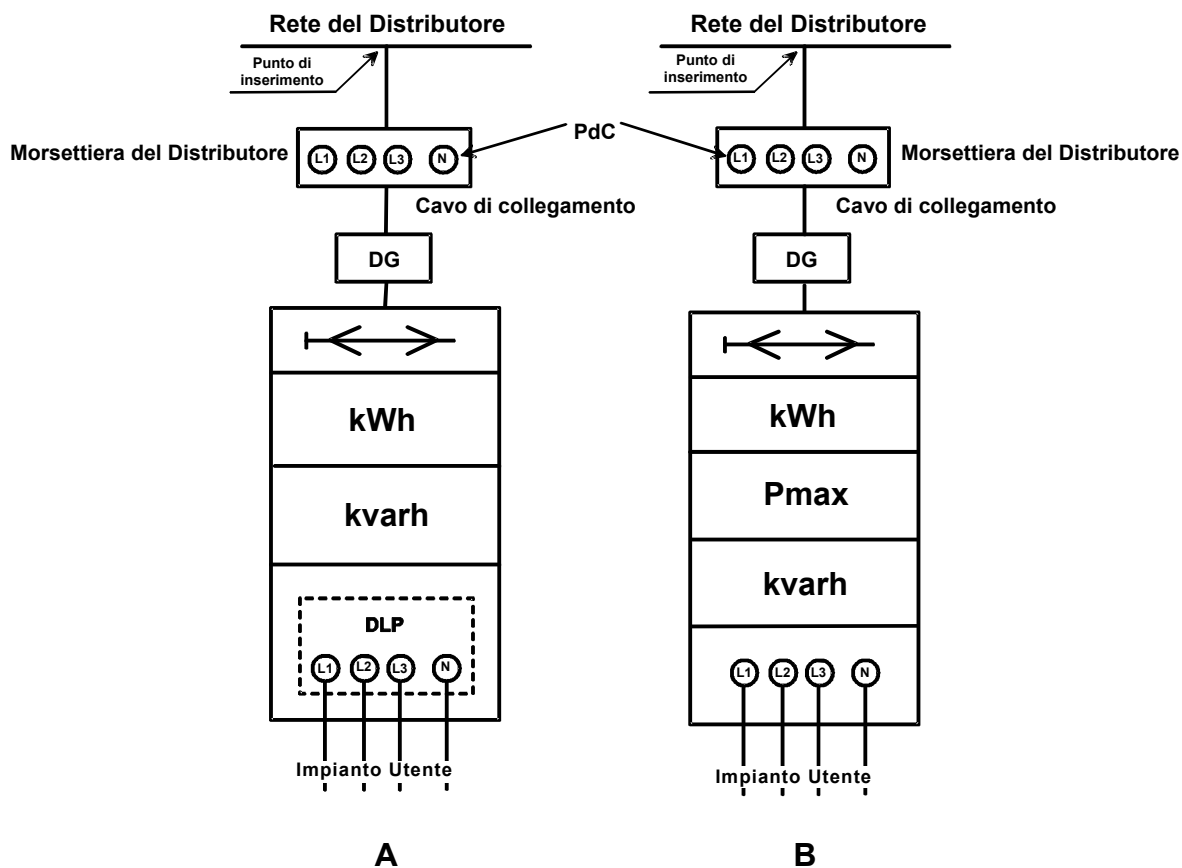 Rete del Distributore
Punto di
inserimento
Morsettiera del Distributore
L1 L2 L3 N
Cavo di collegamento
DG
kWh
kvarh
DLP
L1 L2 L3 N
Impianto Utente
A
PdC
Rete del Distributore
Punto di
inserimento
L1 L2 L3 N
Morsettiera del Distributore
Cavo di collegamento
DG
kWh
Pmax
kvarh
L1 L2 L3 N
Impianto Utente
B